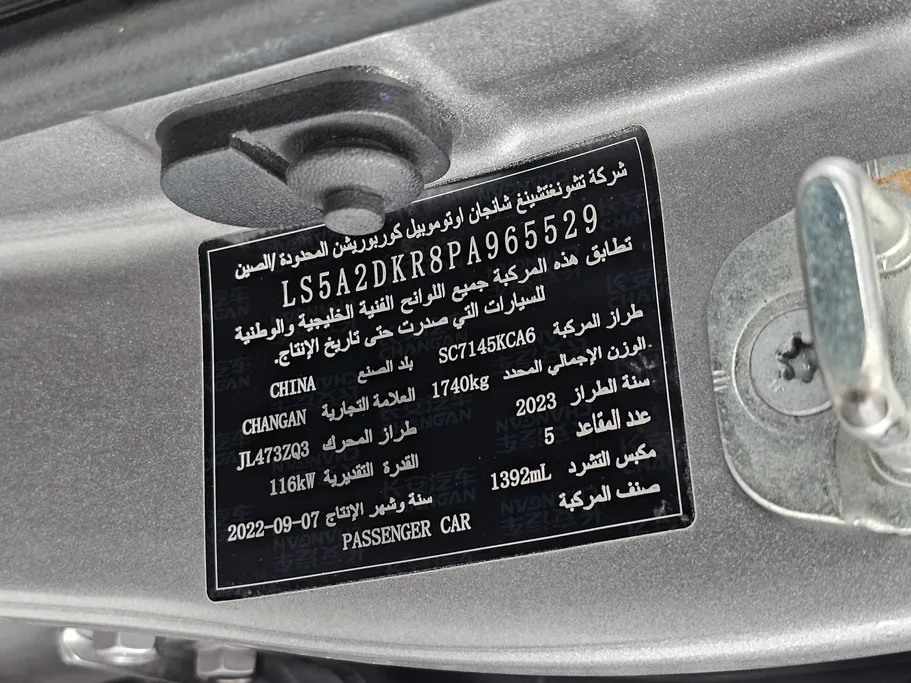 شركة تشونغتشينغ شانجان اوتوموبيل كوربوريشن المحدودة /الصين
LS5A2DKR8PA965529
تطابق هذه المركبة جميع اللوائح الفنية الخليجية والوطنية
للسيارات التي صدرت حتى تاريخ الإنتاج.
طراز المركبة SC7145KCA6 بلد الصنع CHINA
الوزن الإجمالي المحدد 1740kg العلامة التجارية CHANGAN
سنة الطراز 2023 طراز المحرك JL473ZQ3
عدد المقاعد 5 القدرة التقديرية 116kW
مكبس التشرد 1392mL سنة وشهر الإنتاج 2022-09-07
صنف المركبة PASSENGER CAR